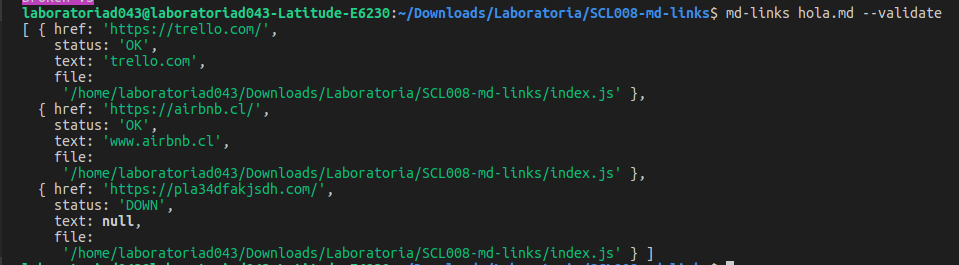 Broken
laboratoriad043@laboratoriad043-Latitude-E6230:~/Downloads/Laboratoria/SCL008-md-links$ md-links hola.md --validate
[ { href: 'https://trello.com/',
status: 'OK',
text: 'trello.com',
file:
'/home/laboratoriad043/Downloads/Laboratoria/SCL008-md-links/index.js' },
{ href: 'https://airbnb.cl/',
status: 'OK',
text: 'www.airbnb.cl',
file:
'/home/laboratoriad043/Downloads/Laboratoria/SCL008-md-links/index.js' },
{ href: 'https://pla34dfakjsdh.com/',
status: 'DOWN',
text: null,
file:
'/home/laboratoriad043/Downloads/Laboratoria/SCL008-md-links/index.js' } ]